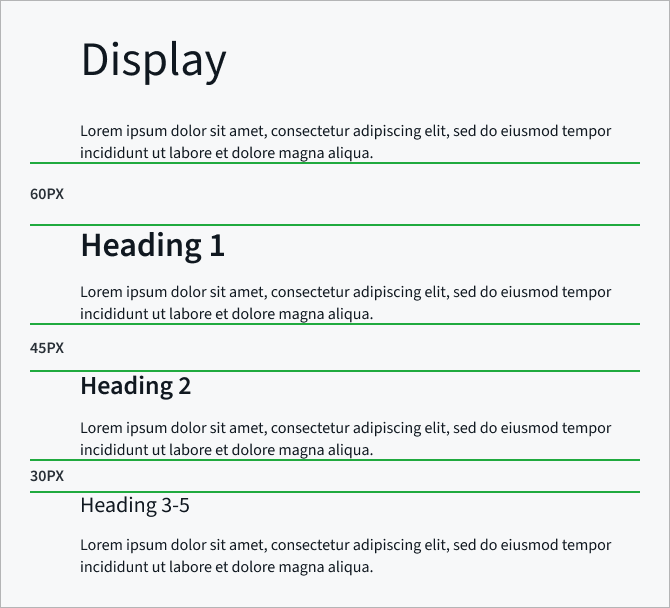 Display
Lorem ipsum dolor sit amet, consectetur adipiscing elit, sed do eiusmod tempor
incididunt ut labore et dolore magna aliqua.
60PX
Heading 1
Lorem ipsum dolor sit amet, consectetur adipiscing elit, sed do eiusmod tempor
incididunt ut labore et dolore magna aliqua.
45PX
Heading 2
Lorem ipsum dolor sit amet, consectetur adipiscing elit, sed do eiusmod tempor
incididunt ut labore et dolore magna aliqua.
30PX
Heading 3-5
Lorem ipsum dolor sit amet, consectetur adipiscing elit, sed do eiusmod tempor
incididunt ut labore et dolore magna aliqua.